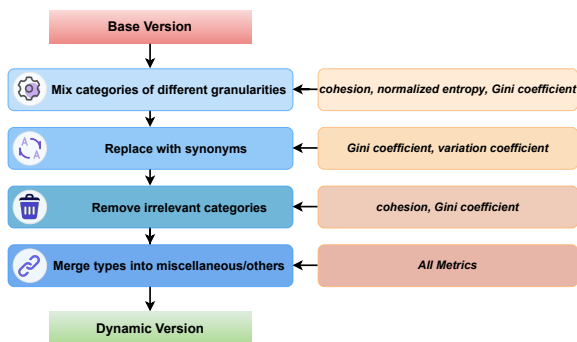 Base Version
Mix categories of different granularities
cohesion, normalized entropy, Gini coefficient
A
A
Replace with synonyms
Gini coefficient, variation coefficient
Remove irrelevant categories
cohesion, Gini coefficient
Merge types into miscellaneous/others
All Metrics
Dynamic Version